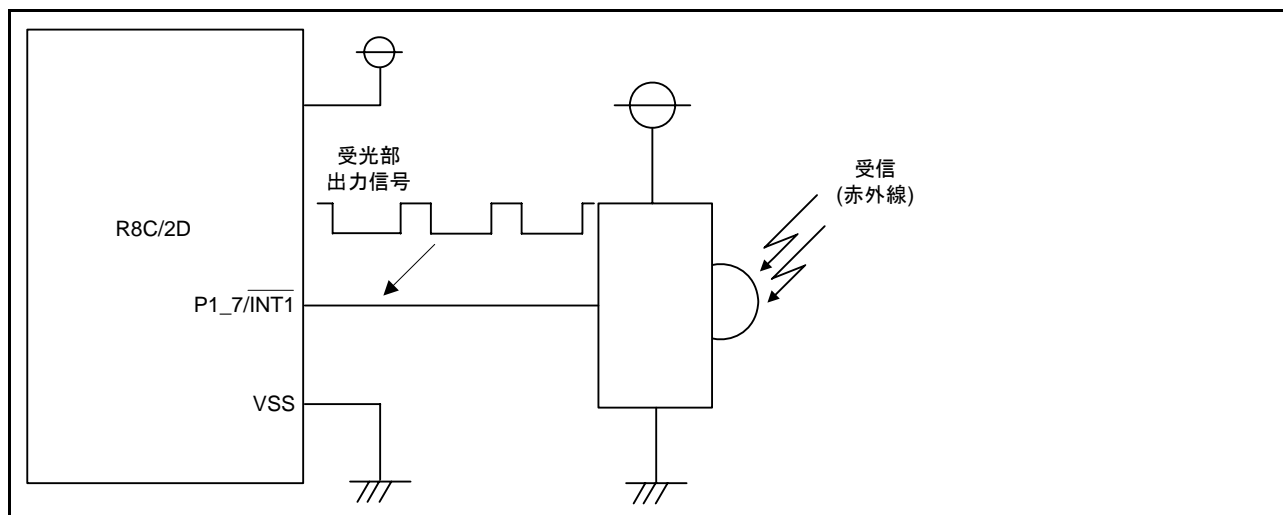 受光部
出力信号
受信
(赤外線)
R8C/2D
P1_7/INT1
VSS